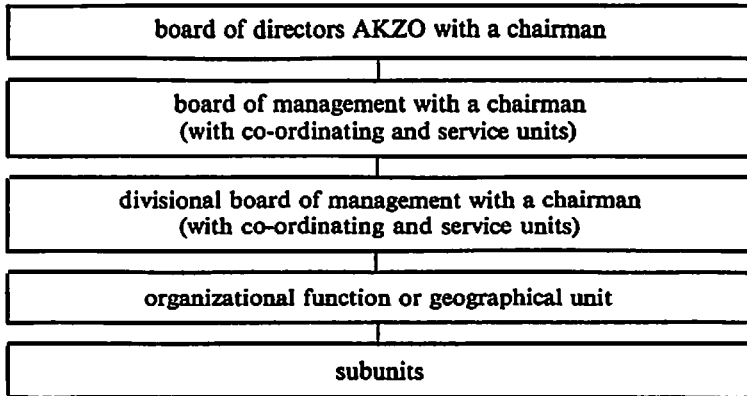 board of directors AKZO with a chairman
board of management with a chairman
(with co-ordinating and service units)
divisional board of management with a chairman
(with co-ordinating and service units)
organizational function or geographical unit
subunits